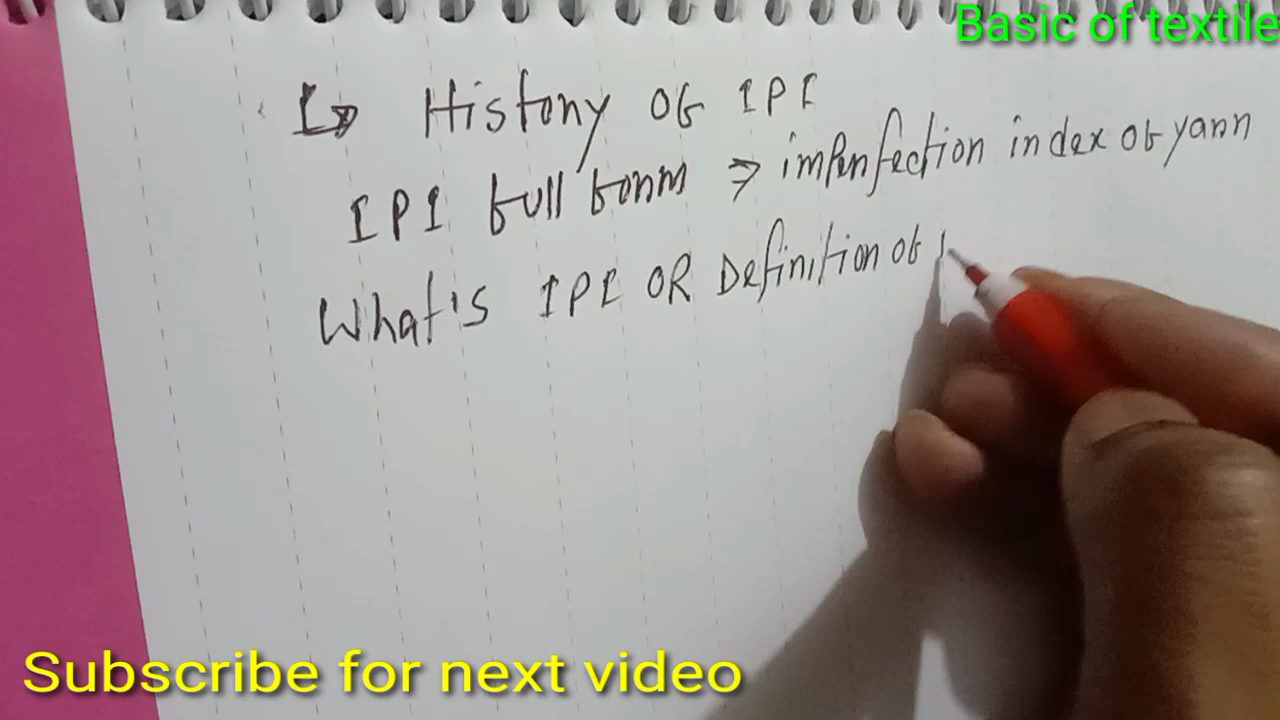 Basic of textile
History of IPI
IPI full form ⇒ imperfection index of yarn
What's IPI OR Definition of I
Subscribe for next video